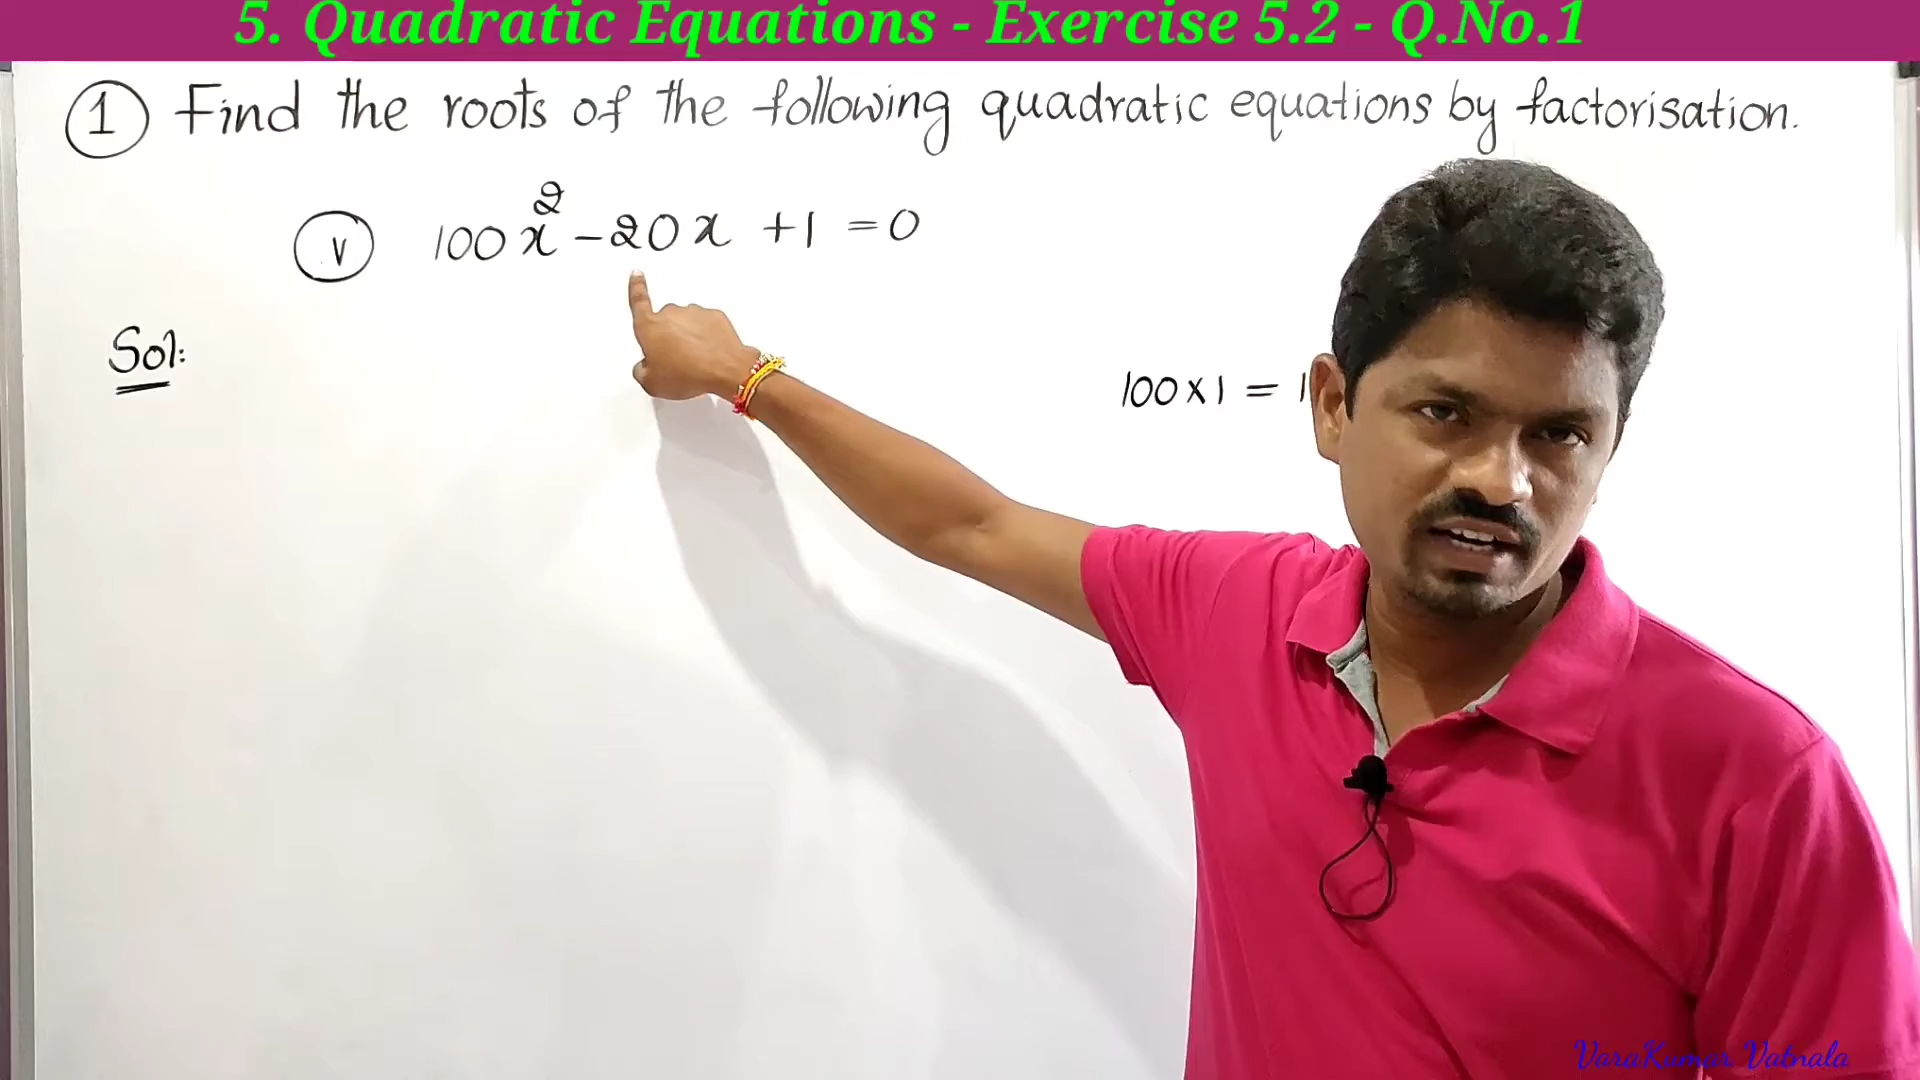 5. Quadratic Equations - Exercise 5.2 - Q.No.1
1 Find the roots of the following quadratic equations by factorisation.
v 100x² - 20x + 1 = 0
Sol:
100 x 1 = 1
VaraKumar Vatnala